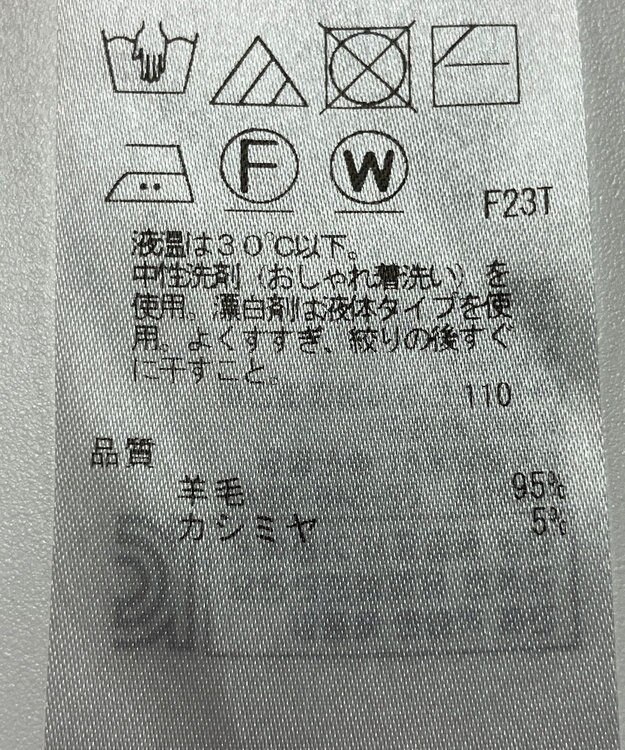 F W
F23T
液温は30℃以下。
中性洗剤（おしゃれ着洗い）を
使用。漂白剤は液体タイプを使
用。よくすすぎ、絞りの後すぐ
に干すこと。
110
品質
羊毛 95%
カシミヤ 5%